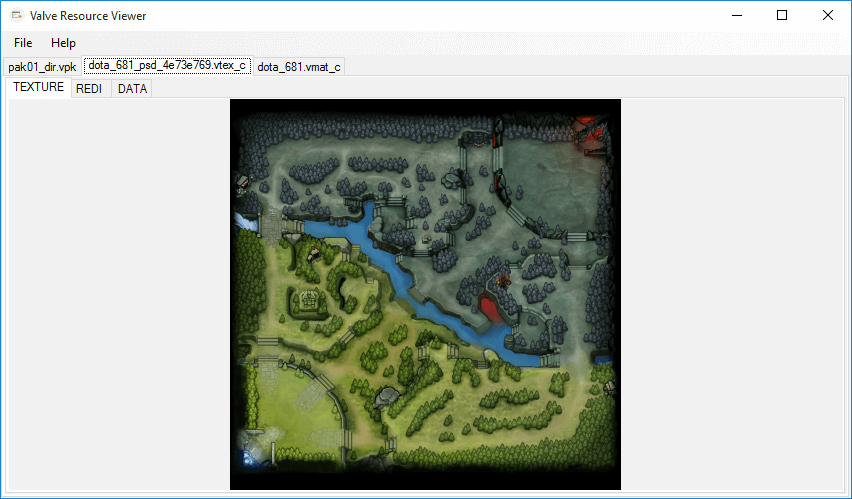 Valve Resource Viewer
File Help
pak01_dir.vpk dota_681_psd_4e73e769.vtex_c dota_681.vmat_c
TEXTURE REDI DATA